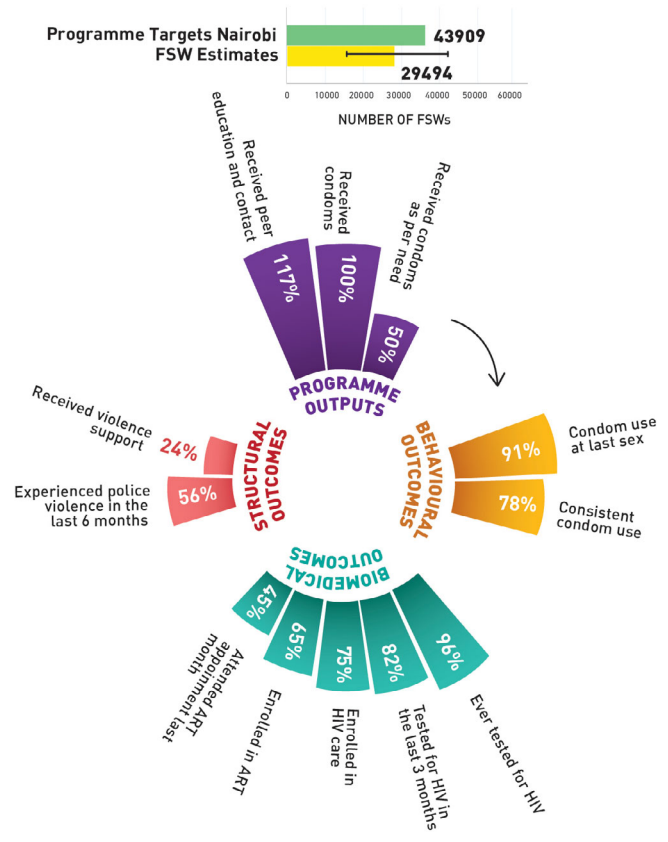 Programme Targets Nairobi
43909
FSW Estimates
29494
0 10000 20000 30000 40000 50000 60000
NUMBER OF FSWs
Received peer
education and contact
117%
Received
condoms
100%
Received condoms
as per need
50%
PROGRAMME
OUTPUTS
BEHAVIOURAL
OUTCOMES
91%
Condom use
at last sex
78%
Consistent
condom use
STRUCTURAL
OUTCOMES
Received violence
support
24%
Experienced police
violence in the
last 6 months
56%
BIOMEDICAL
OUTCOMES
45%
Attended ART
appoinment last
month
65%
Enrolled in ART
75%
Enrolled in
HIV care
82%
Tested for HIV in
the last 3 months
96%
Ever tested for HIV